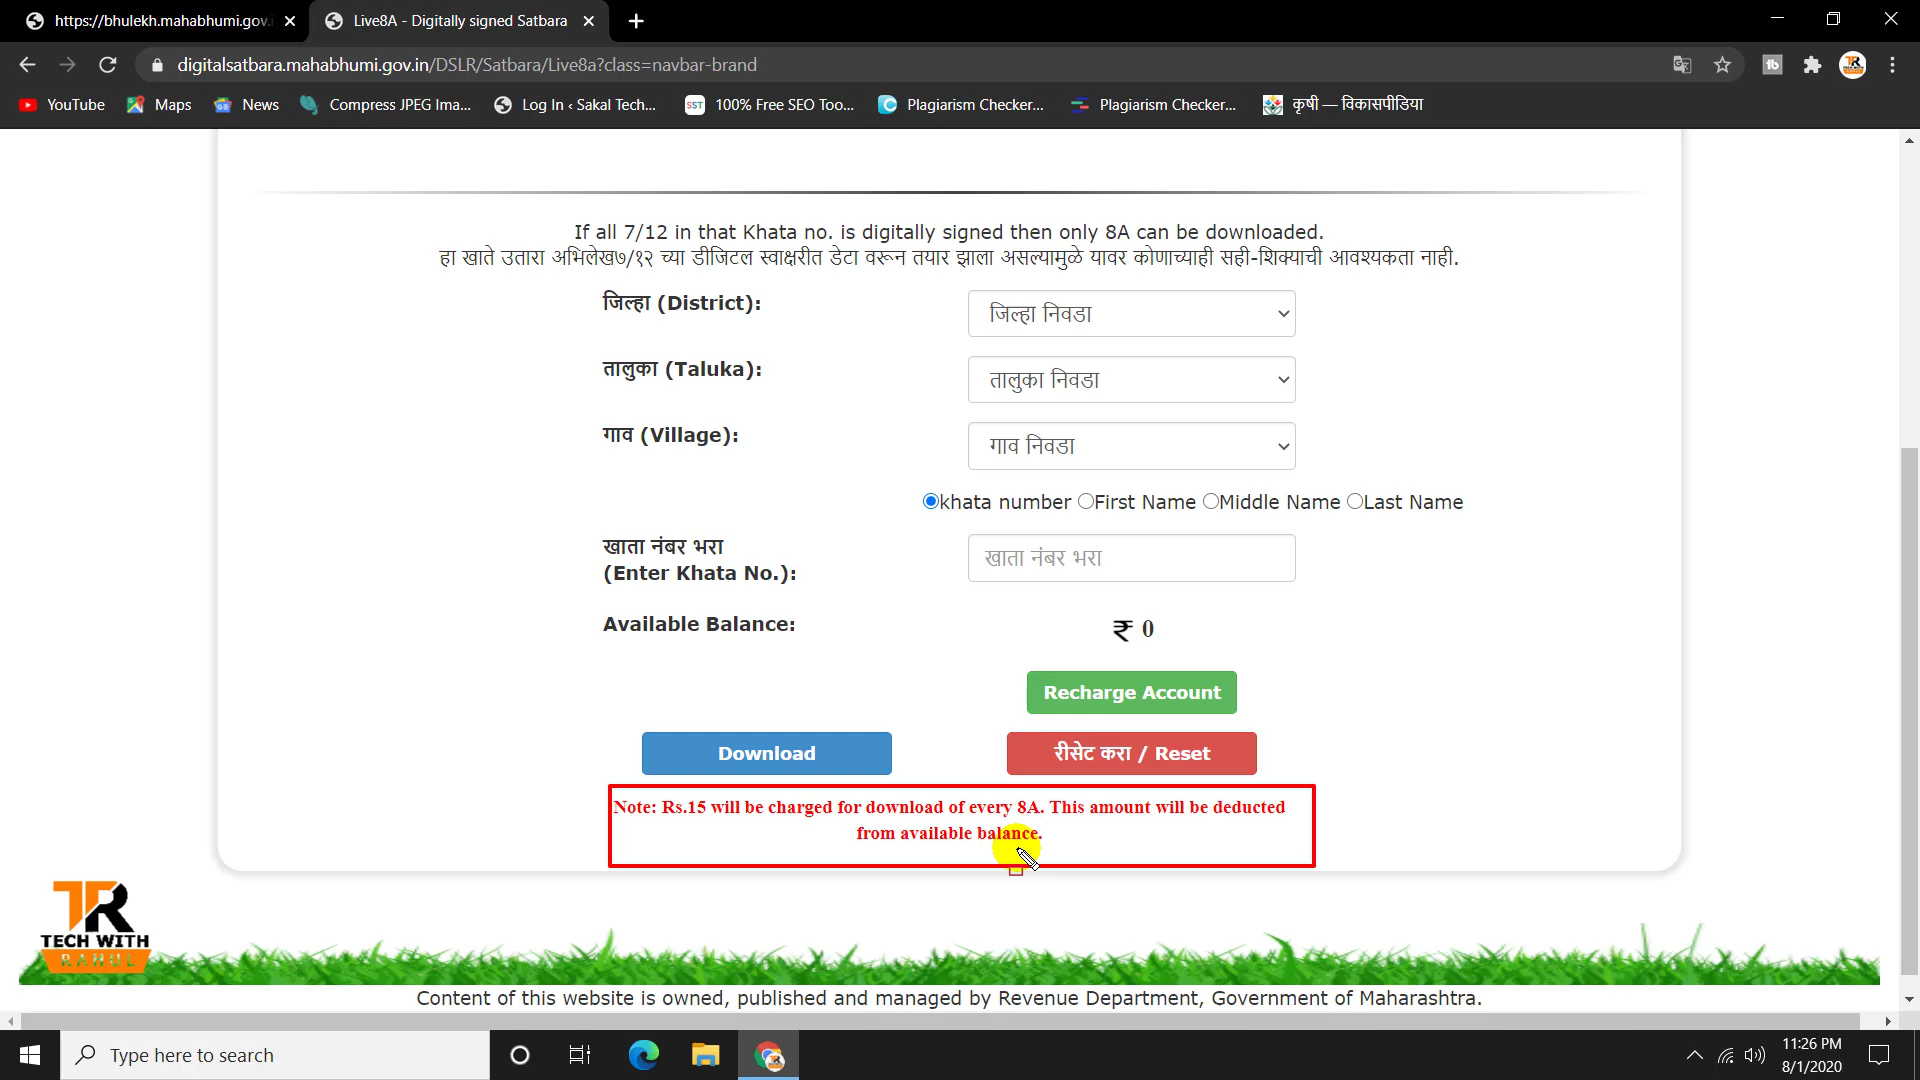 https://bhulekh.mahabhumi.gov.i
Live8A - Digitally signed Satbara
digitalsatbara.mahabhumi.gov.in/DSLR/Satbara/Live8a?class=navbar-brand
YouTube
Maps
News
Compress JPEG Ima...
Log In ‹ Sakal Tech...
SST
100% Free SEO Too...
Plagiarism Checker...
Plagiarism Checker...
कृषी — विकासपीडिया
If all 7/12 in that Khata no. is digitally signed then only 8A can be downloaded.
हा खाते उतारा अभिलेख७/१२ च्या डीजिटल स्वाक्षरीत डेटा वरून तयार झाला असल्यामुळे यावर कोणाच्याही सही-शिक्याची आवश्यकता नाही.
जिल्हा (District):
जिल्हा निवडा
तालुका (Taluka):
तालुका निवडा
गाव (Village):
गाव निवडा
khata number First Name Middle Name Last Name
खाता नंबर भरा
(Enter Khata No.):
खाता नंबर भरा
Available Balance:
₹ 0
Recharge Account
Download
रीसेट करा / Reset
Note: Rs.15 will be charged for download of every 8A. This amount will be deducted
from available balance.
TR
TECH WITH
RAHUL
Content of this website is owned, published and managed by Revenue Department, Government of Maharashtra.
Type here to search
11:26 PM
8/1/2020